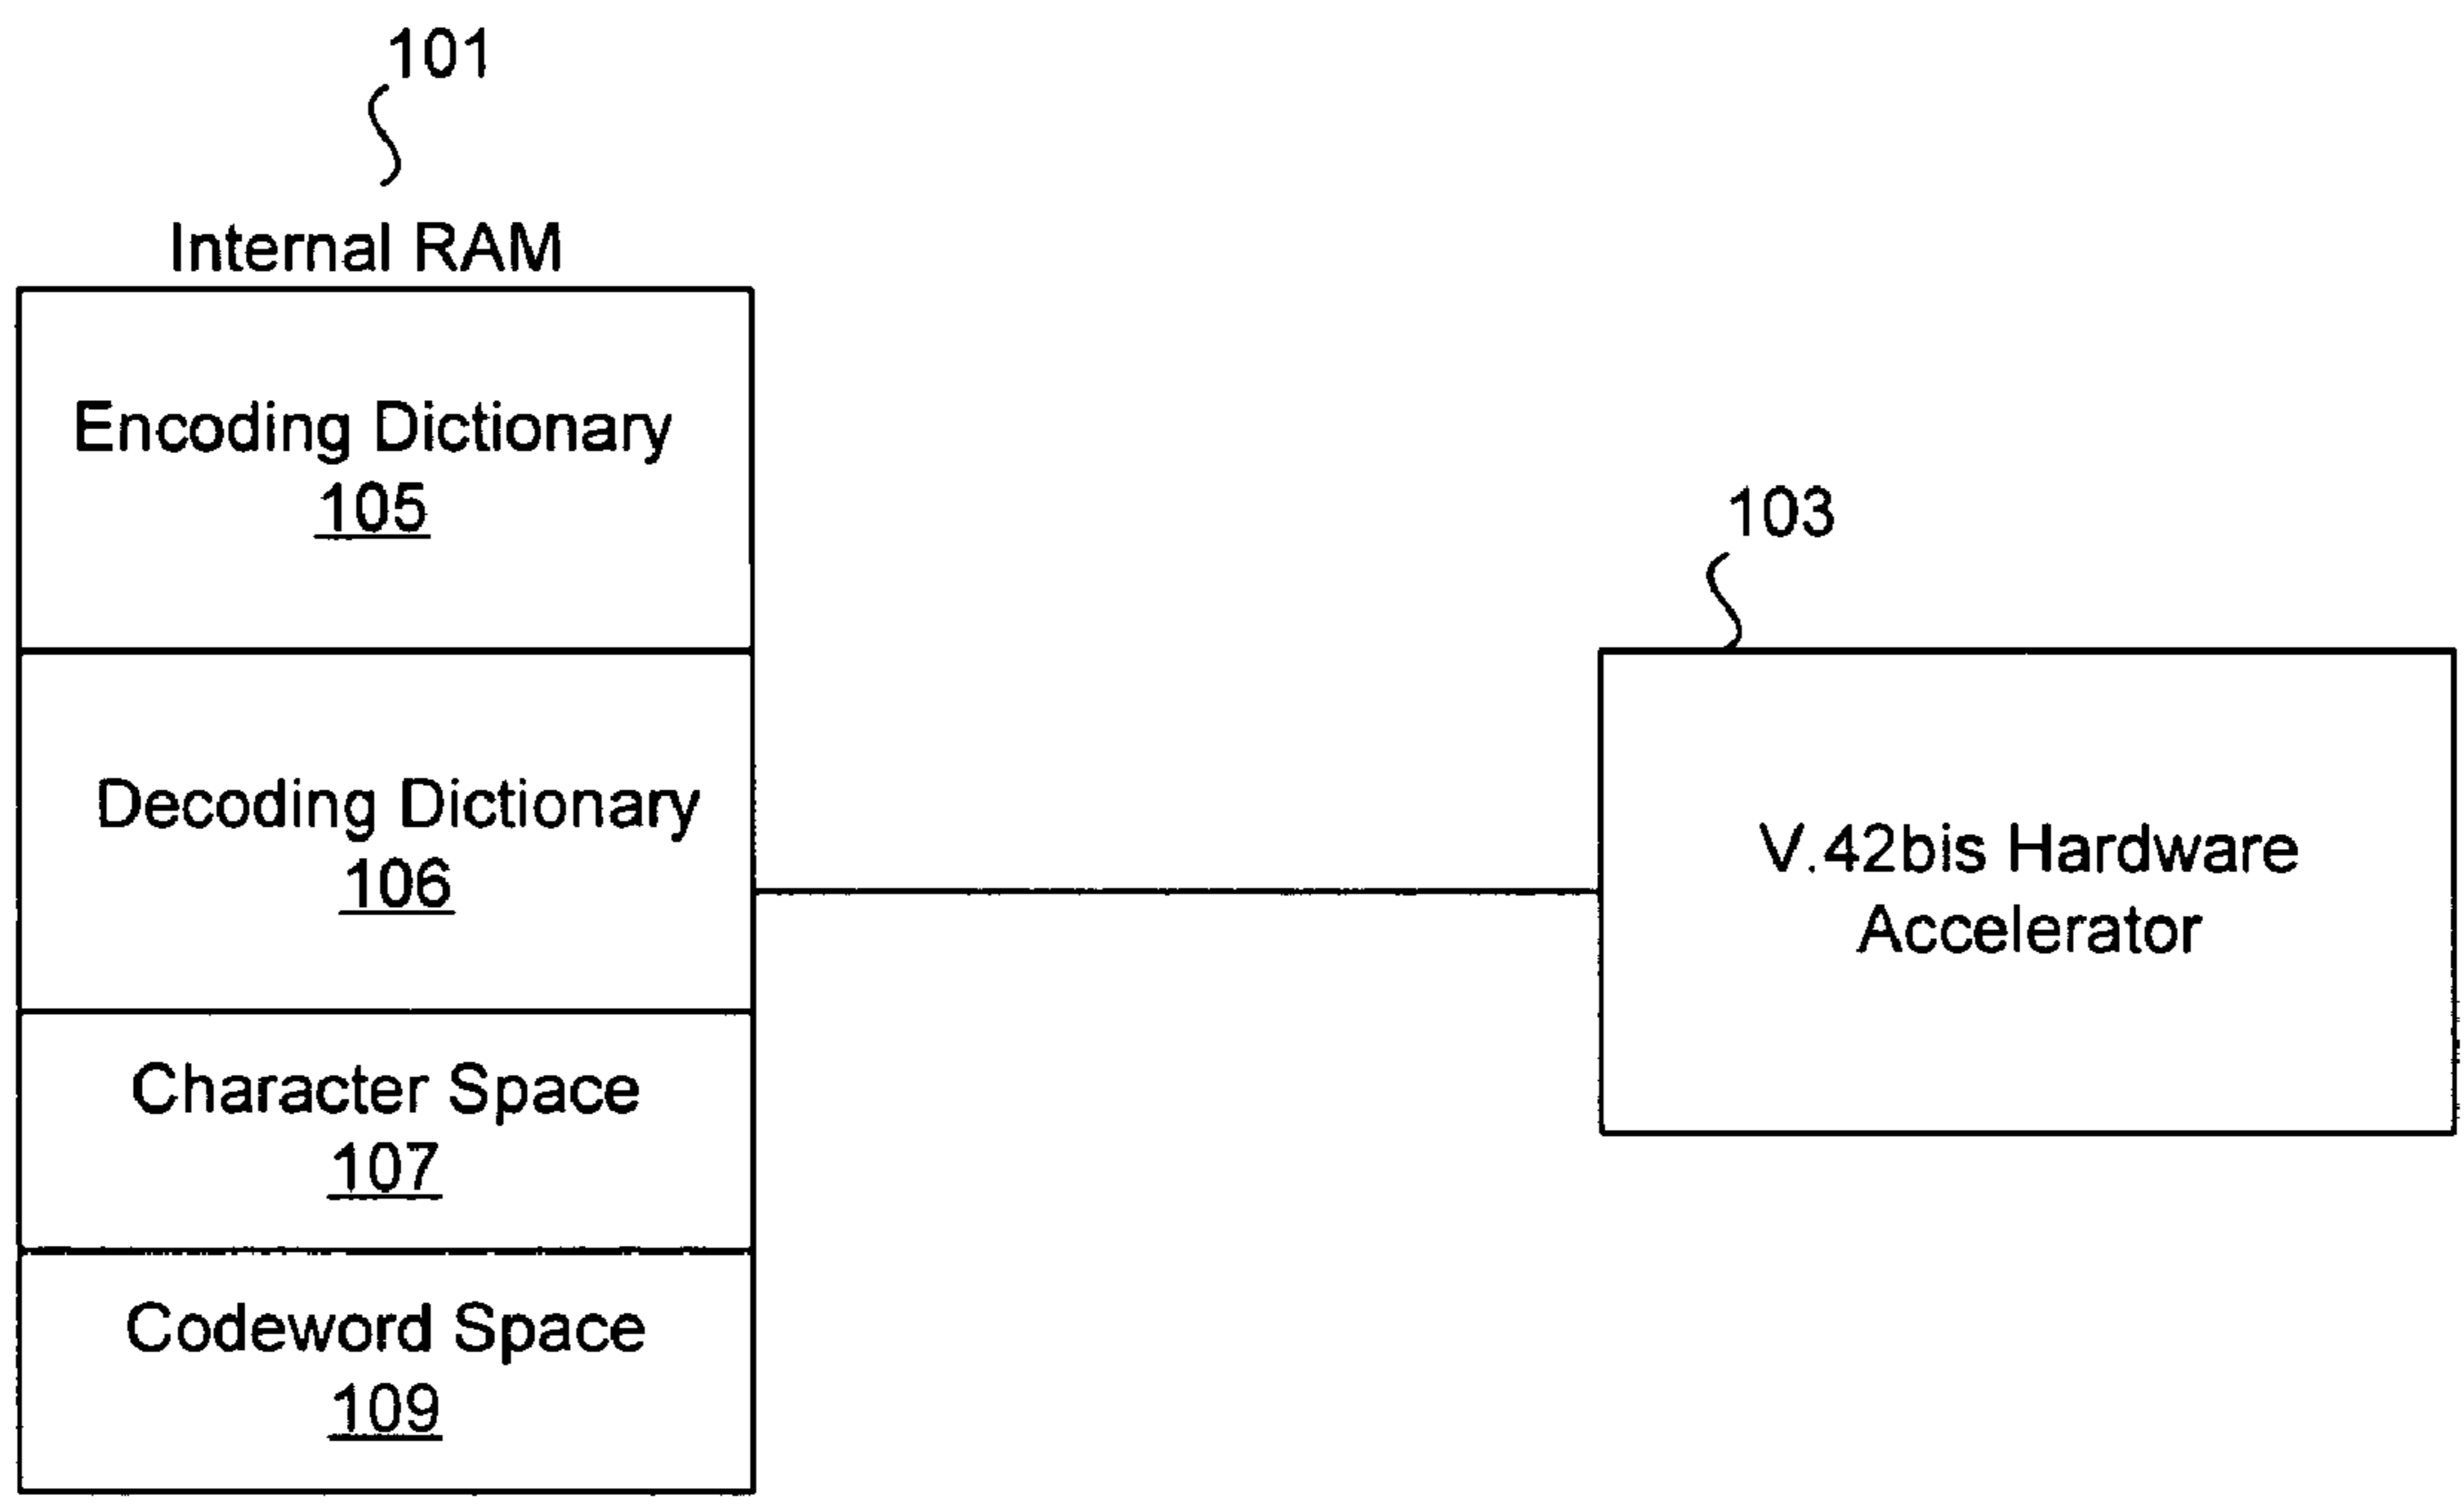 101
Internal RAM
Encoding Dictionary
105
Decoding Dictionary
106
Character Space
107
Codeword Space
109
103
V.42bis Hardware
Accelerator